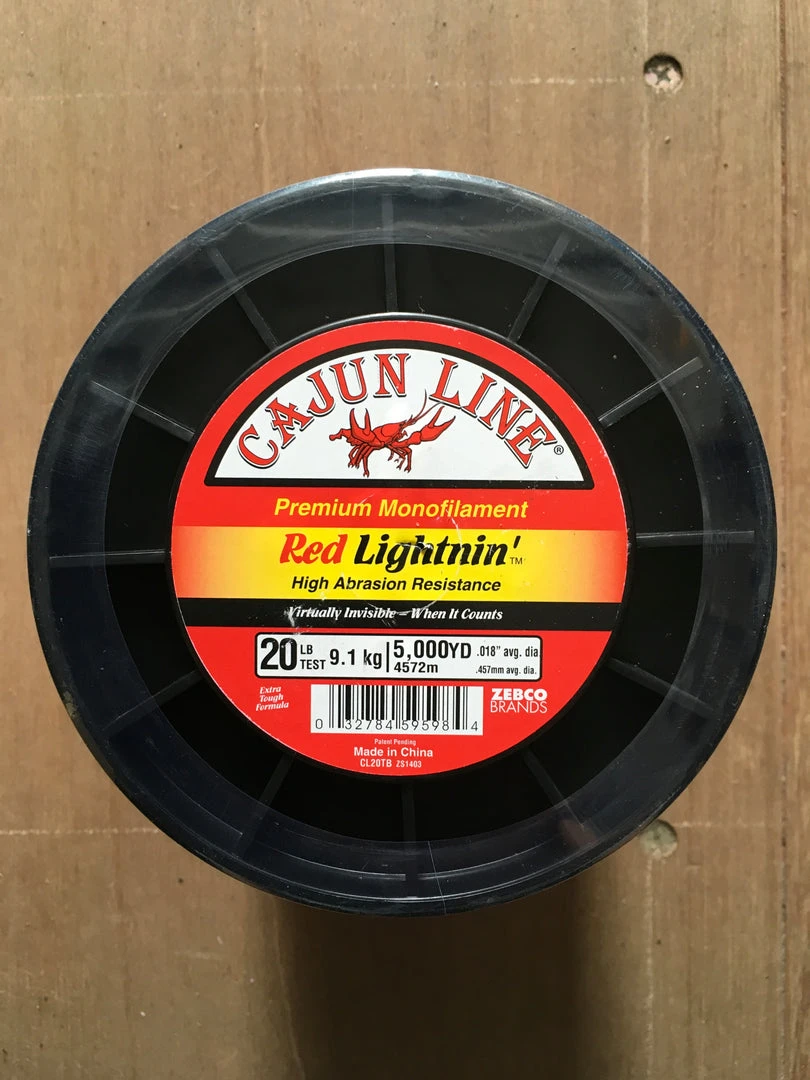 CAJUN LINE®
Premium Monofilament
Red Lightnin'™
High Abrasion Resistance
Virtually Invisible – When It Counts
20 LB TEST 9.1 kg 5,000YD 4572m .018" avg. dia. .457mm avg. dia.
Extra Tough Formula
ZEBCO BRANDS
0 32784 59598 4
Patent Pending
Made in China
CL20TB ZS1403